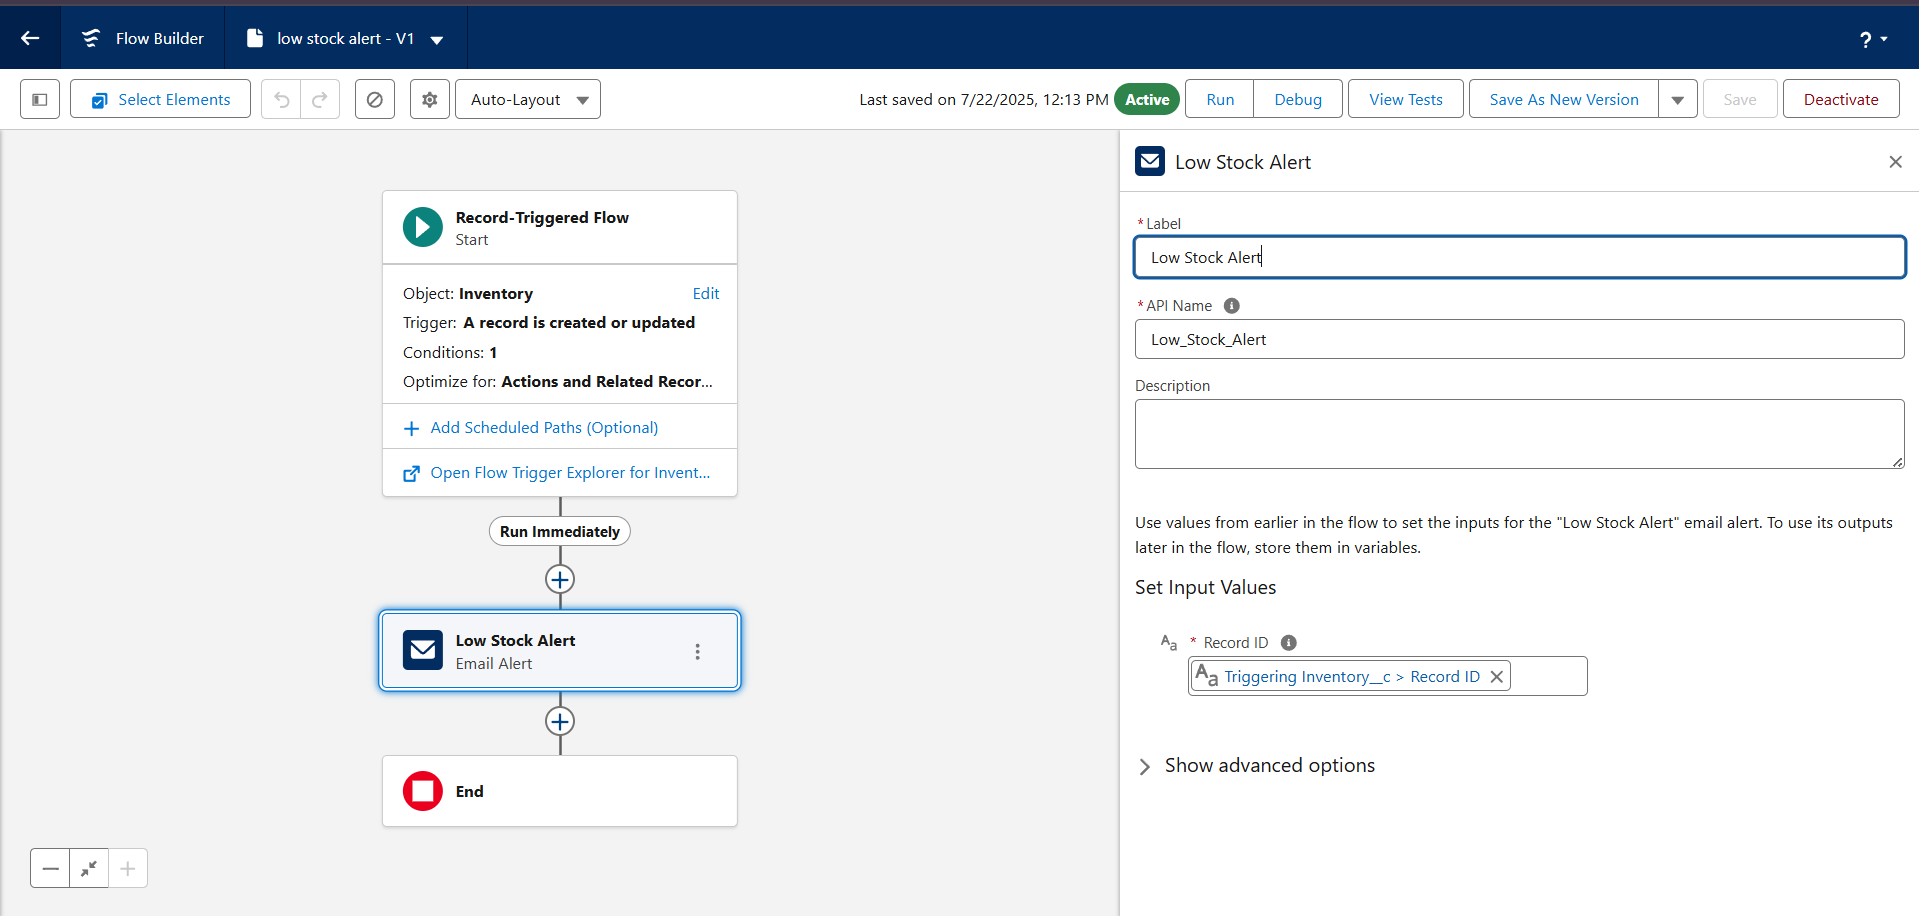 Flow Builder
low stock alert - V1
?
Select Elements
Auto-Layout
Last saved on 7/22/2025, 12:13 PM
Active
Run
Debug
View Tests
Save As New Version
Save
Deactivate
Record-Triggered Flow
Start
Object: Inventory
Edit
Trigger: A record is created or updated
Conditions: 1
Optimize for: Actions and Related Recor...
Add Scheduled Paths (Optional)
Open Flow Trigger Explorer for Invent...
Run Immediately
Low Stock Alert
Email Alert
End
Low Stock Alert
* Label
Low Stock Alert
* API Name
Low_Stock_Alert
Description
Use values from earlier in the flow to set the inputs for the "Low Stock Alert" email alert. To use its outputs
later in the flow, store them in variables.
Set Input Values
Aa * Record ID
Aa Triggering Inventory__c > Record ID
Show advanced options